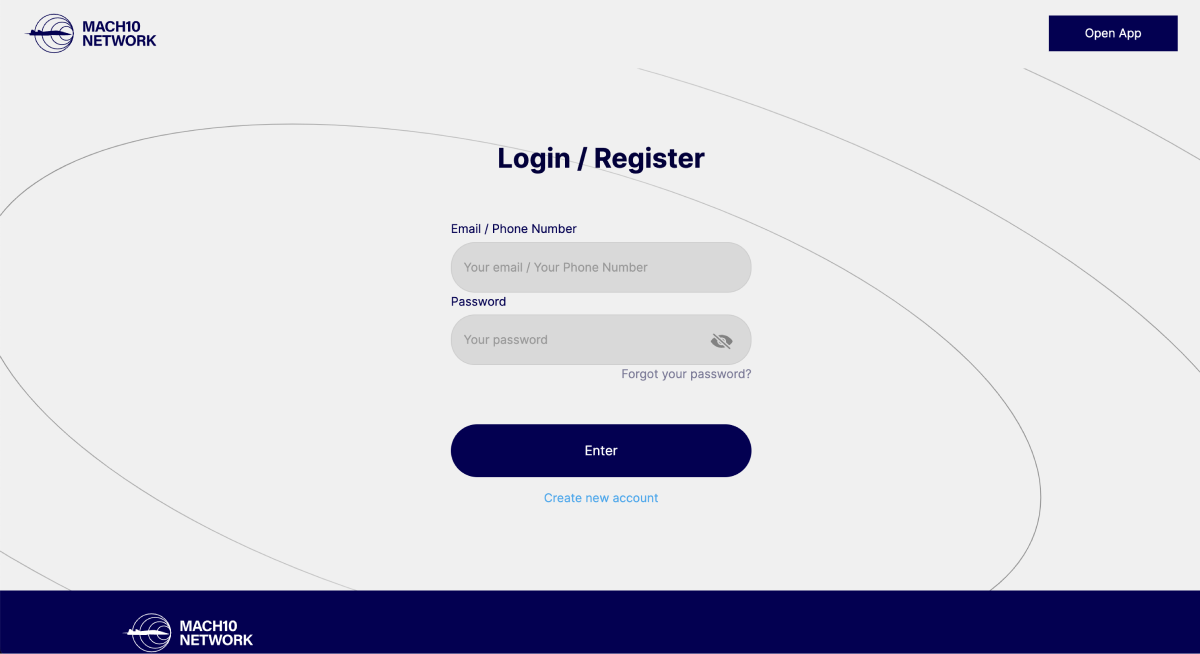 MACH10
NETWORK
Open App
Login / Register
Email / Phone Number
Your email / Your Phone Number
Password
Your password
Forgot your password?
Enter
Create new account
MACH10
NETWORK